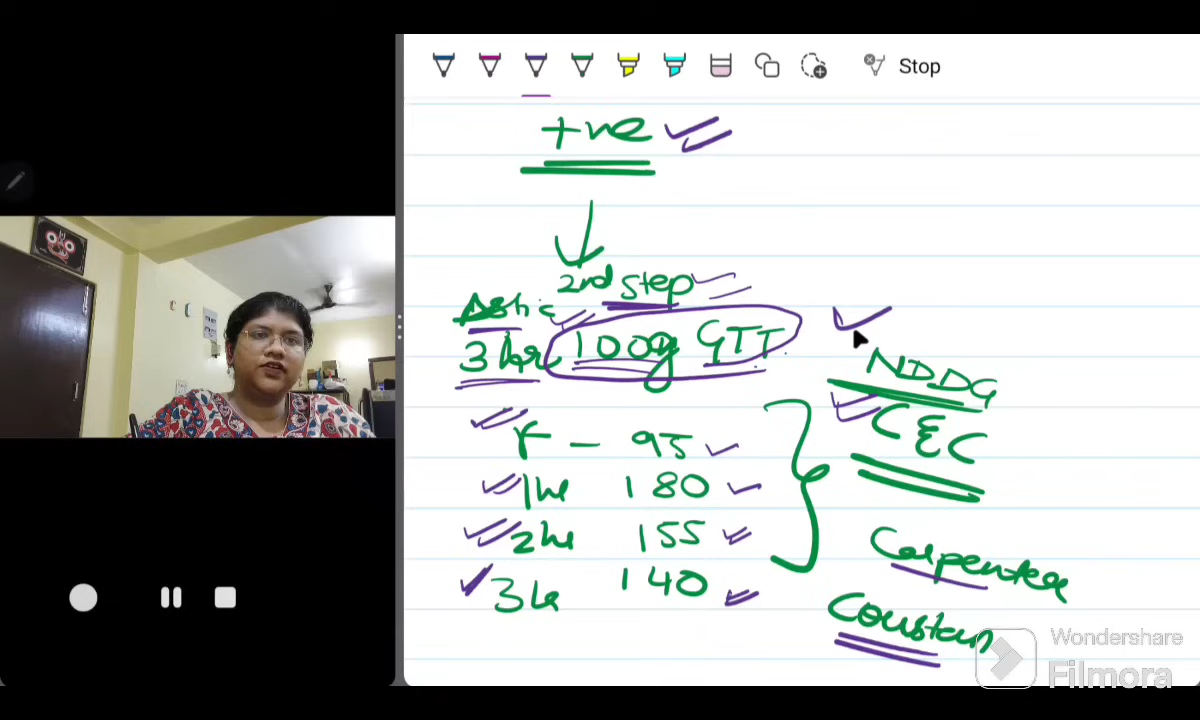 Stop
+ve
2nd step
3hr 100g GTT
NDDG
C&C
F - 95
1hr 180
2hr 155
3hr 140
Carpenter
Coustan
Wondershare
Filmora